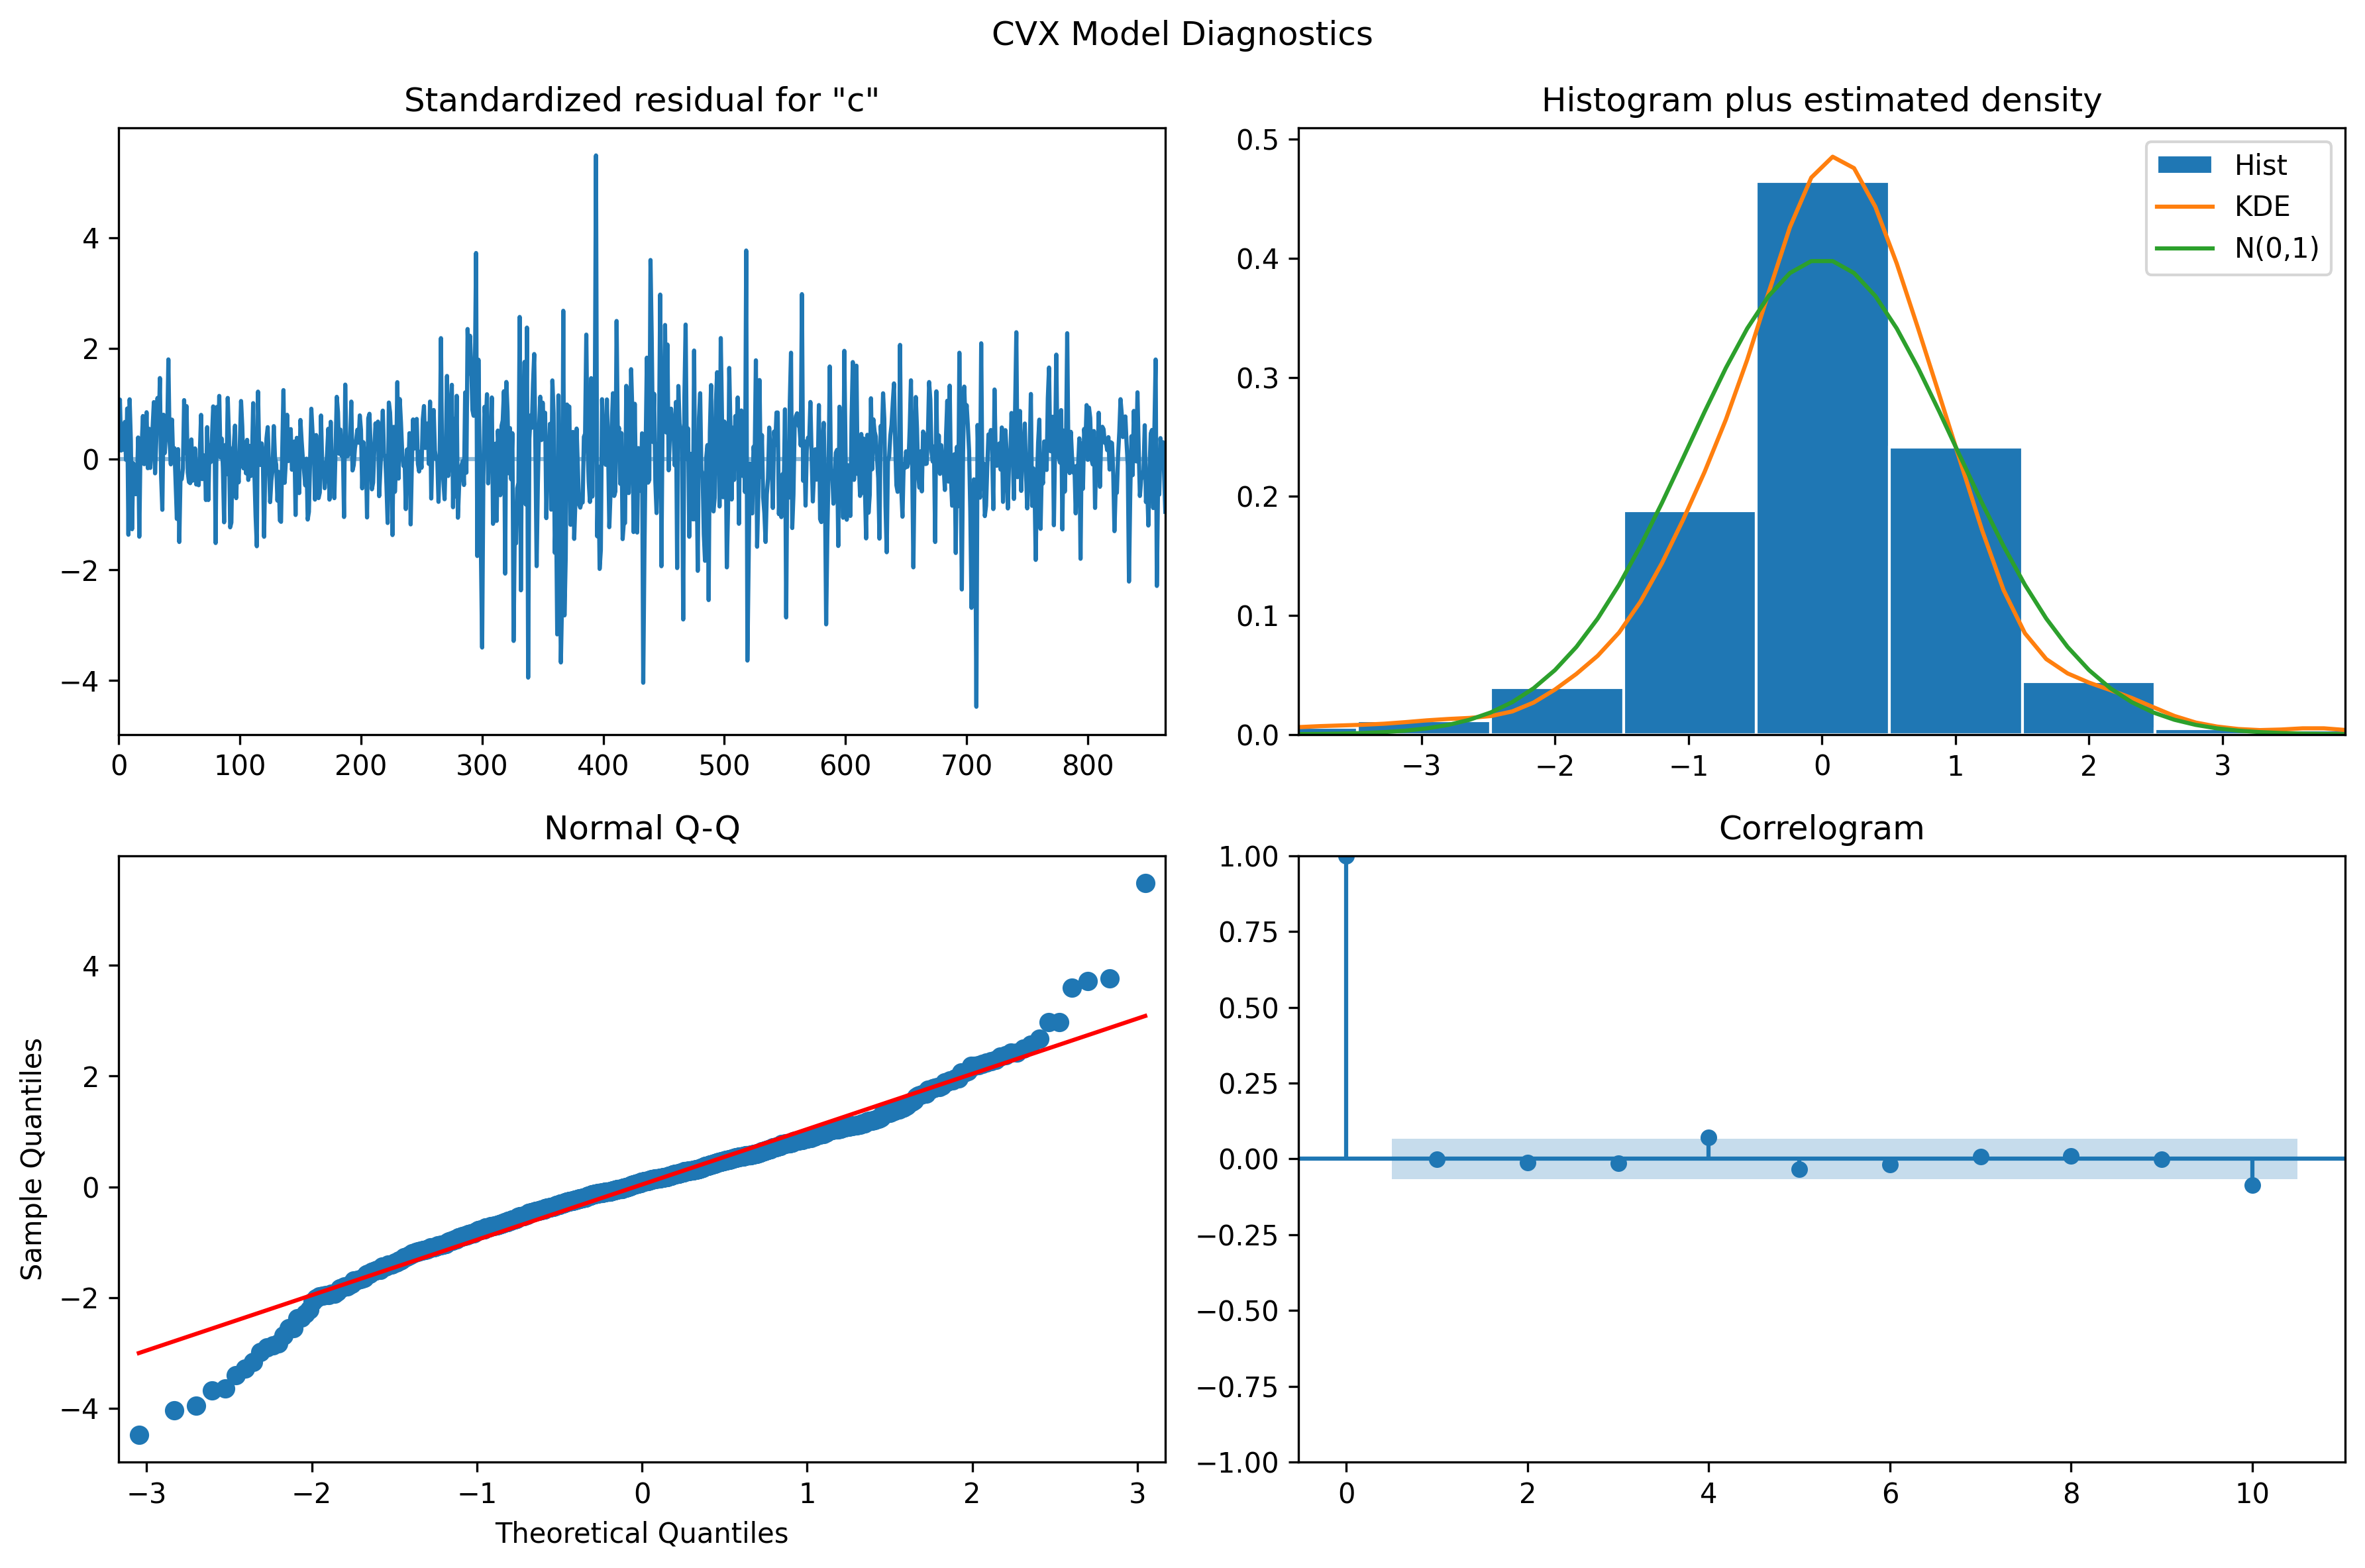 CVX Model Diagnostics
Standardized residual for "c"
4
2
0
−2
−4
0 100 200 300 400 500 600 700 800
Histogram plus estimated density
0.5
0.4
0.3
0.2
0.1
0.0
−3 −2 −1 0 1 2 3
Hist
KDE
N(0,1)
Normal Q-Q
Sample Quantiles
4
2
0
−2
−4
−3 −2 −1 0 1 2 3
Theoretical Quantiles
Correlogram
1.00
0.75
0.50
0.25
0.00
−0.25
−0.50
−0.75
−1.00
0 2 4 6 8 10